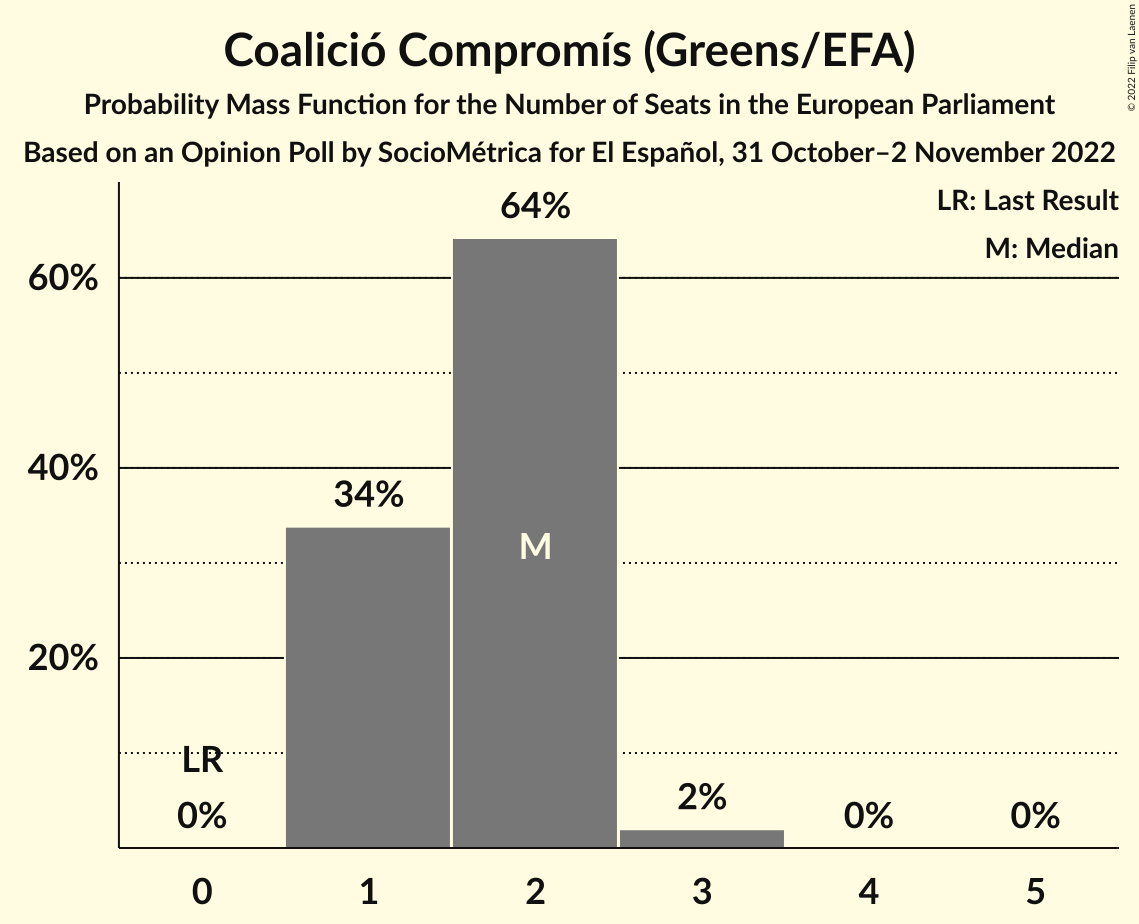 Coalició Compromís (Greens/EFA)
Probability Mass Function for the Number of Seats in the European Parliament
Based on an Opinion Poll by SocioMétrica for El Español, 31 October–2 November 2022
© 2022 Filip van Laenen
LR: Last Result
M: Median
64%
60%
40%
34%
M
20%
LR
0%
2%
0%
0%
0 1 2 3 4 5